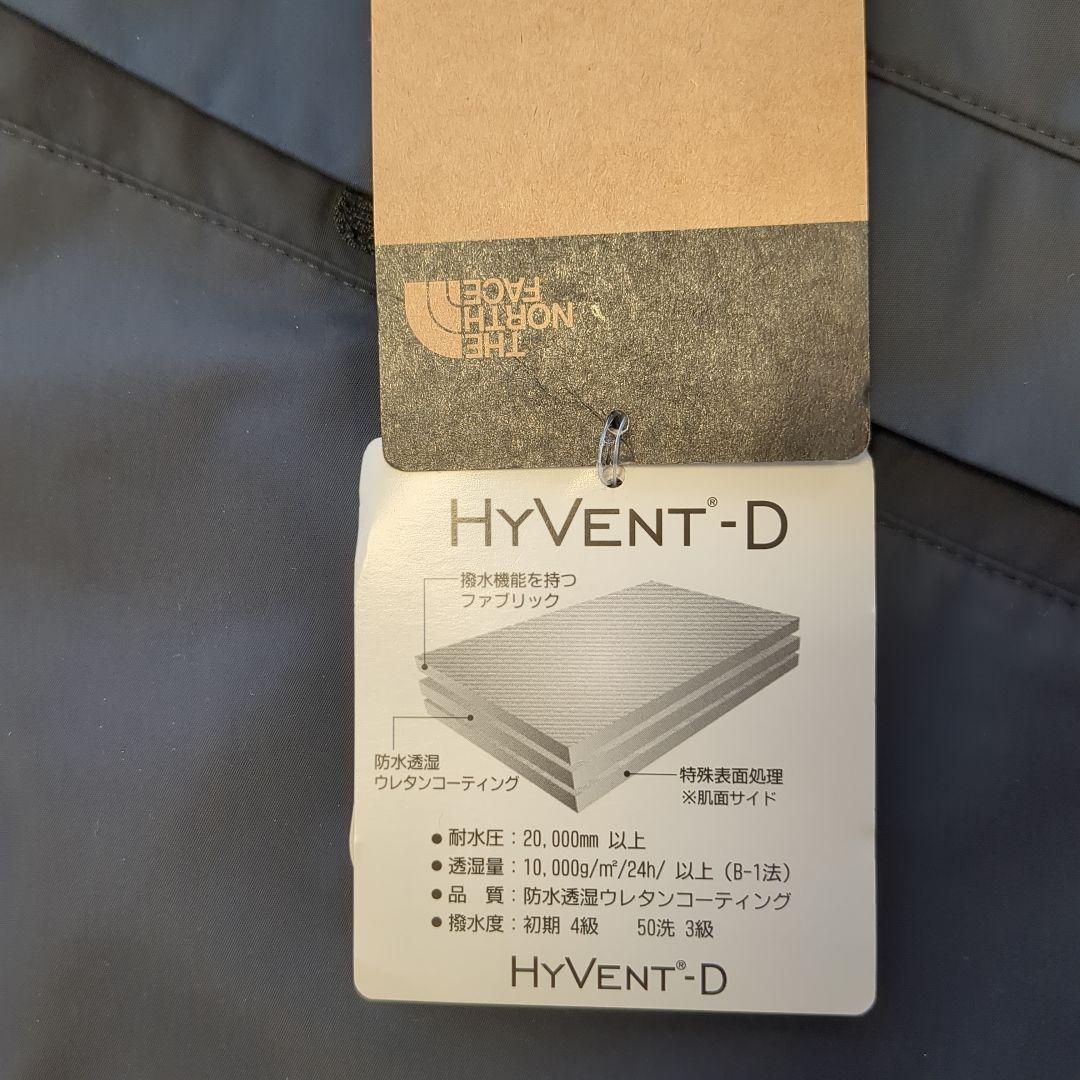 THE
NORTH
FACE
HYVENT®-D
撥水機能を持つ
ファブリック
防水透湿
ウレタンコーティング
特殊表面処理
※肌面サイド
● 耐水圧：20,000mm 以上
● 透湿量：10,000g/㎡/24h/ 以上（B-1法）
● 品　質：防水透湿ウレタンコーティング
● 撥水度：初期 4級　　50洗 3級
HYVENT®-D